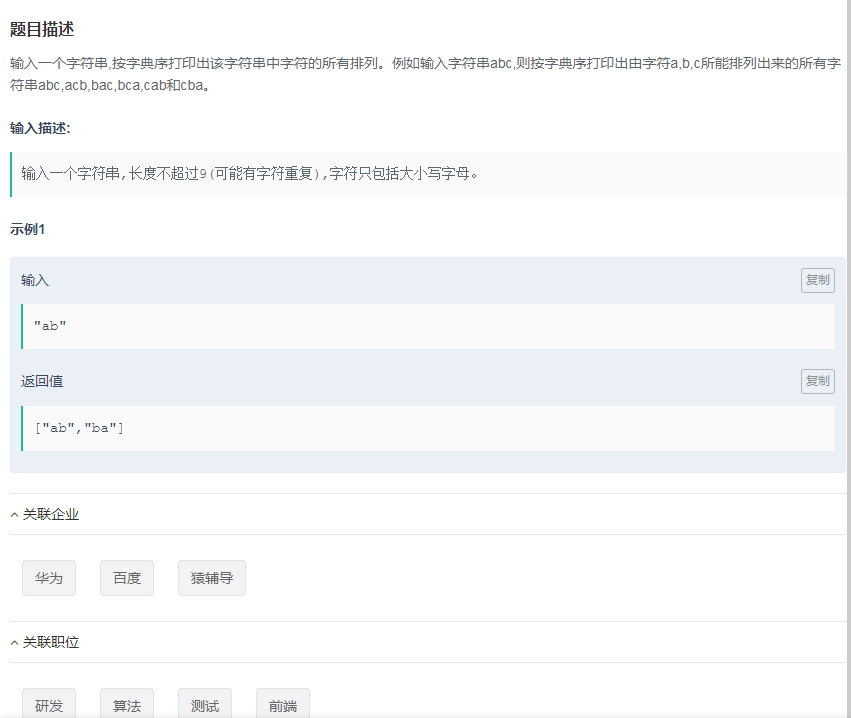 题目描述
输入一个字符串,按字典序打印出该字符串中字符的所有排列。例如输入字符串abc,则按字典序打印出由字符a,b,c所能排列出来的所有字
符串abc,acb,bac,bca,cab和cba。
输入描述:
输入一个字符串,长度不超过9(可能有字符重复),字符只包括大小写字母。
示例1
输入
复制
"ab"
返回值
复制
["ab","ba"]
关联企业
华为 百度 猿辅导
关联职位
研发 算法 测试 前端